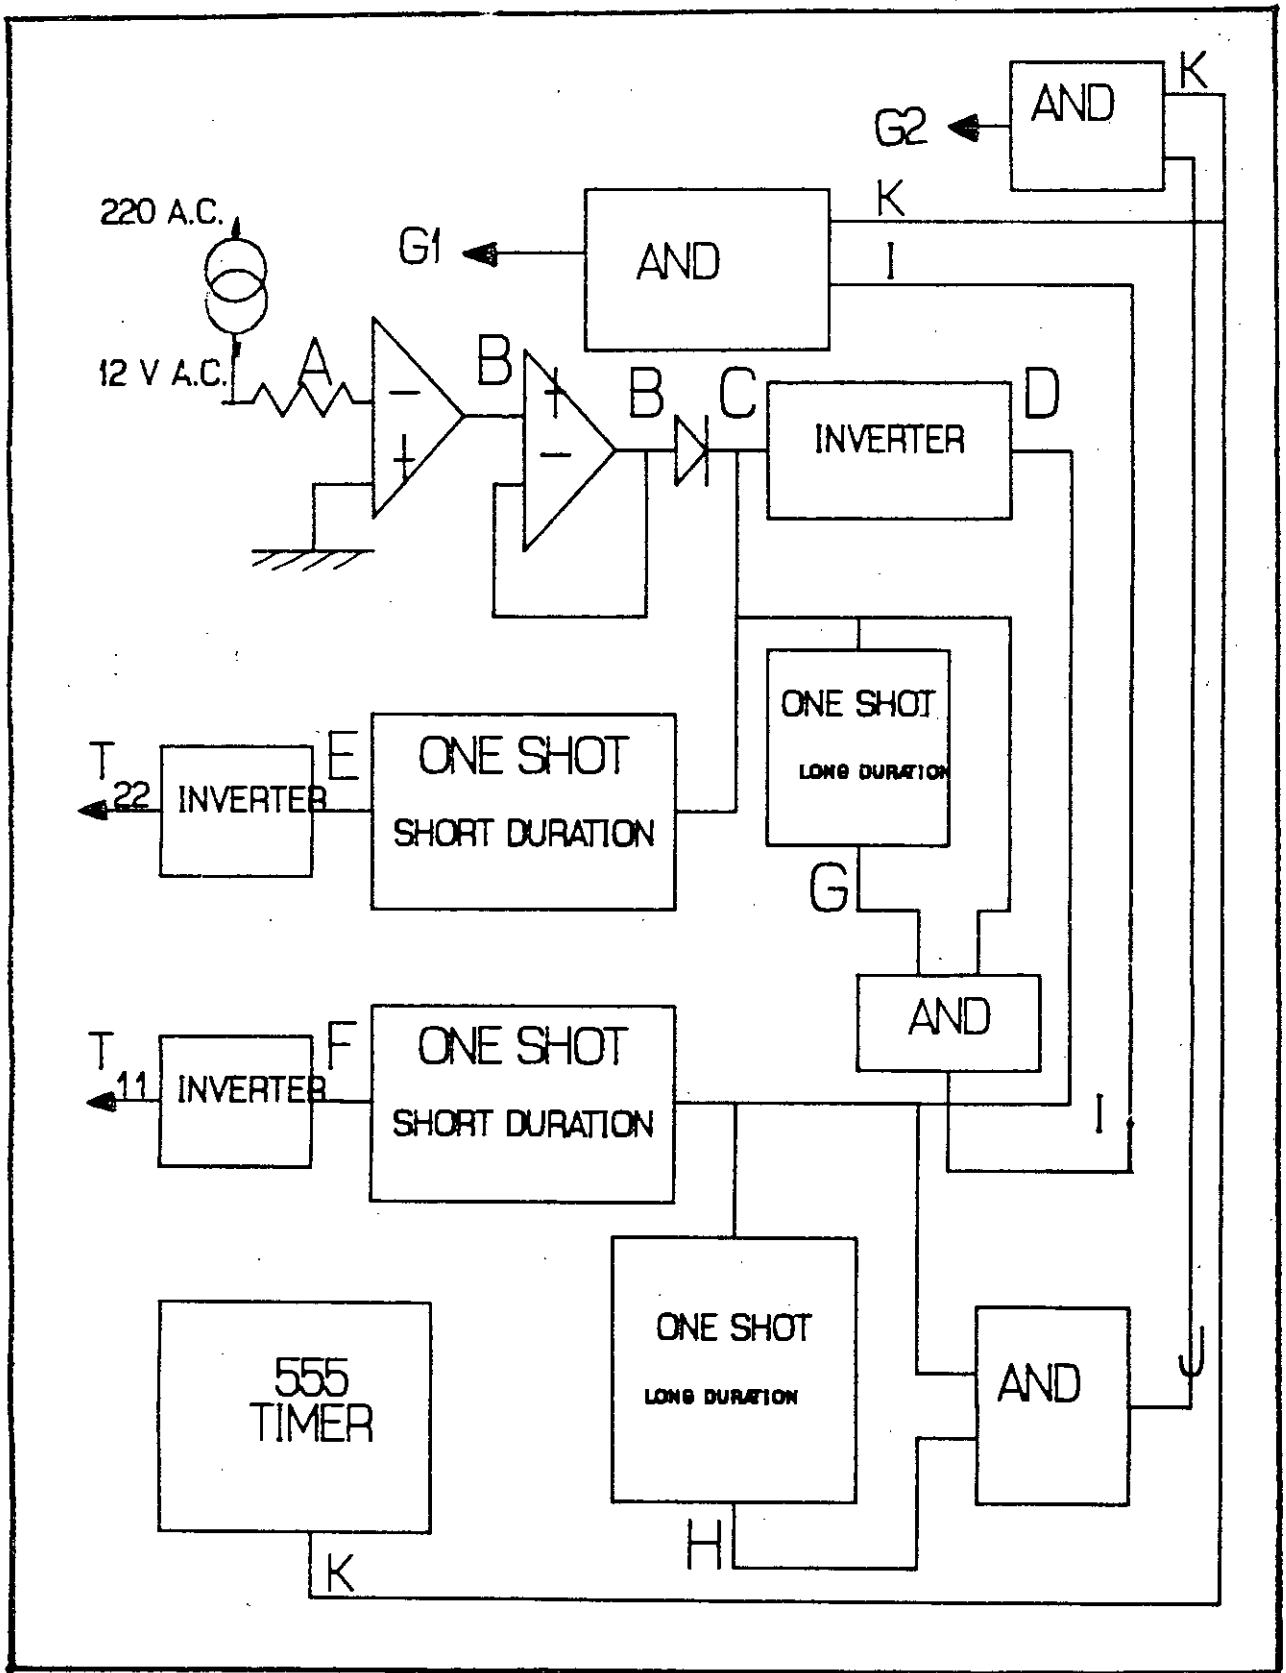 K
AND
G2
220 A.C.
K
G1
AND
I
12 V A.C.
A
B
B
C
D
−
+
+
−
INVERTER
ONE SHOT
LONG DURATION
T
22
INVERTER
E
ONE SHOT
SHORT DURATION
G
AND
T
11
INVERTER
F
ONE SHOT
SHORT DURATION
I
ONE SHOT
LONG DURATION
AND
J
555
TIMER
H
K